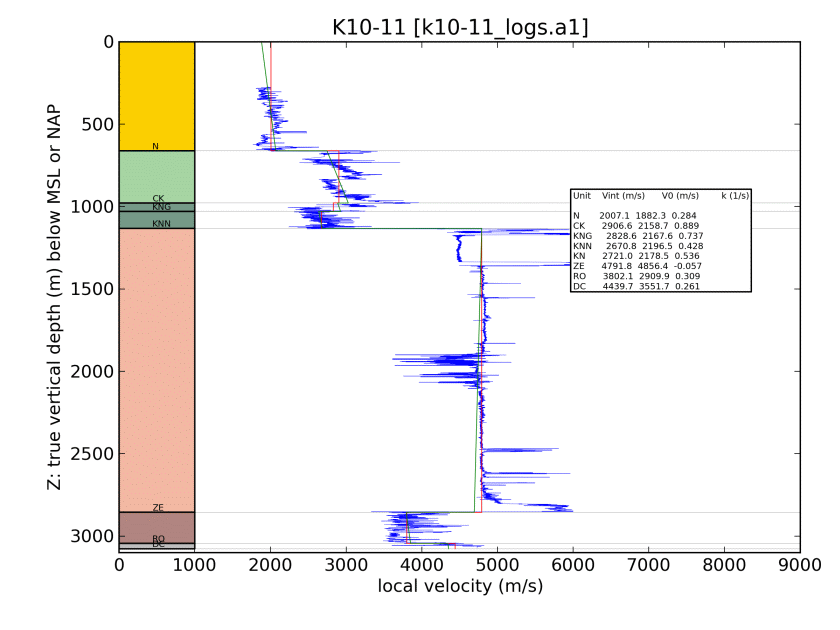 K10-11 [k10-11_logs.a1]
Z: true vertical depth (m) below MSL or NAP
0
500
1000
1500
2000
2500
3000
N
CK
KNG
KNN
ZE
RO
DC
Unit Vint (m/s) V0 (m/s) k (1/s)
N 2007.1 1882.3 0.284
CK 2906.6 2158.7 0.889
KNG 2828.6 2167.6 0.737
KNN 2670.8 2196.5 0.428
KN 2721.0 2178.5 0.536
ZE 4791.8 4856.4 -0.057
RO 3802.1 2909.9 0.309
DC 4439.7 3551.7 0.261
0 1000 2000 3000 4000 5000 6000 7000 8000 9000
local velocity (m/s)